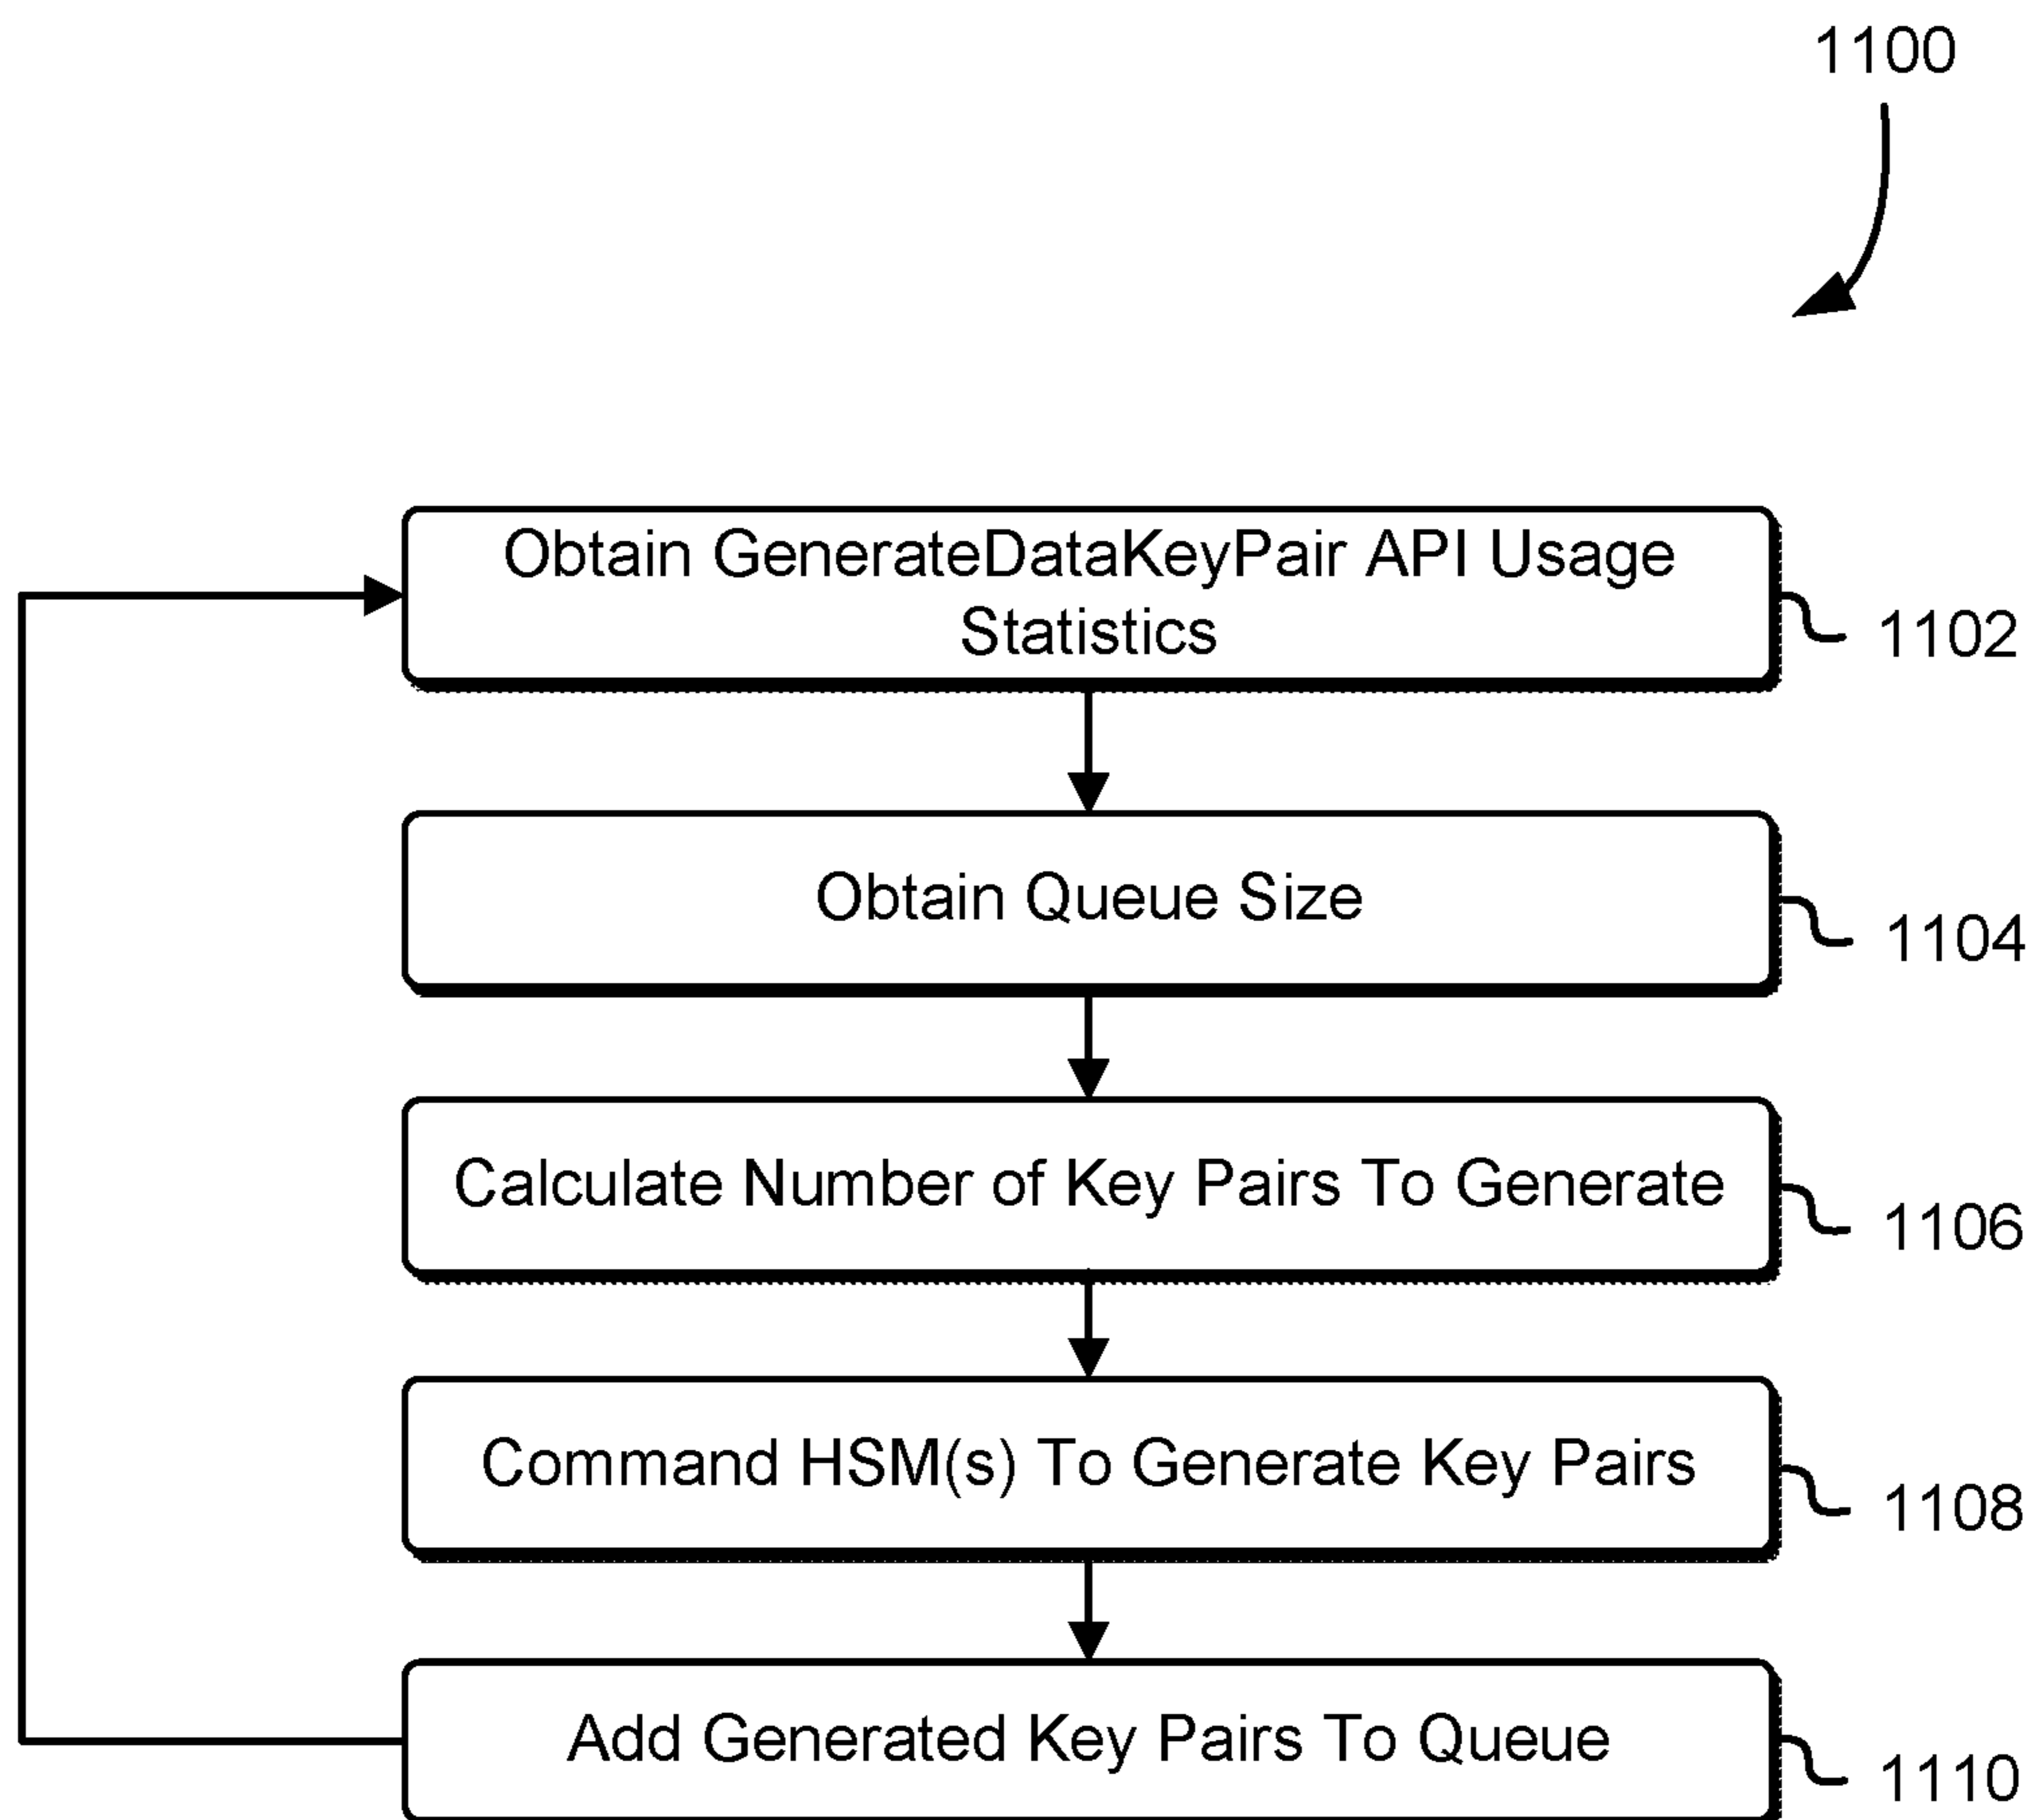 1100
Obtain GenerateDataKeyPair API Usage
Statistics
1102
Obtain Queue Size
1104
Calculate Number of Key Pairs To Generate
1106
Command HSM(s) To Generate Key Pairs
1108
Add Generated Key Pairs To Queue
1110